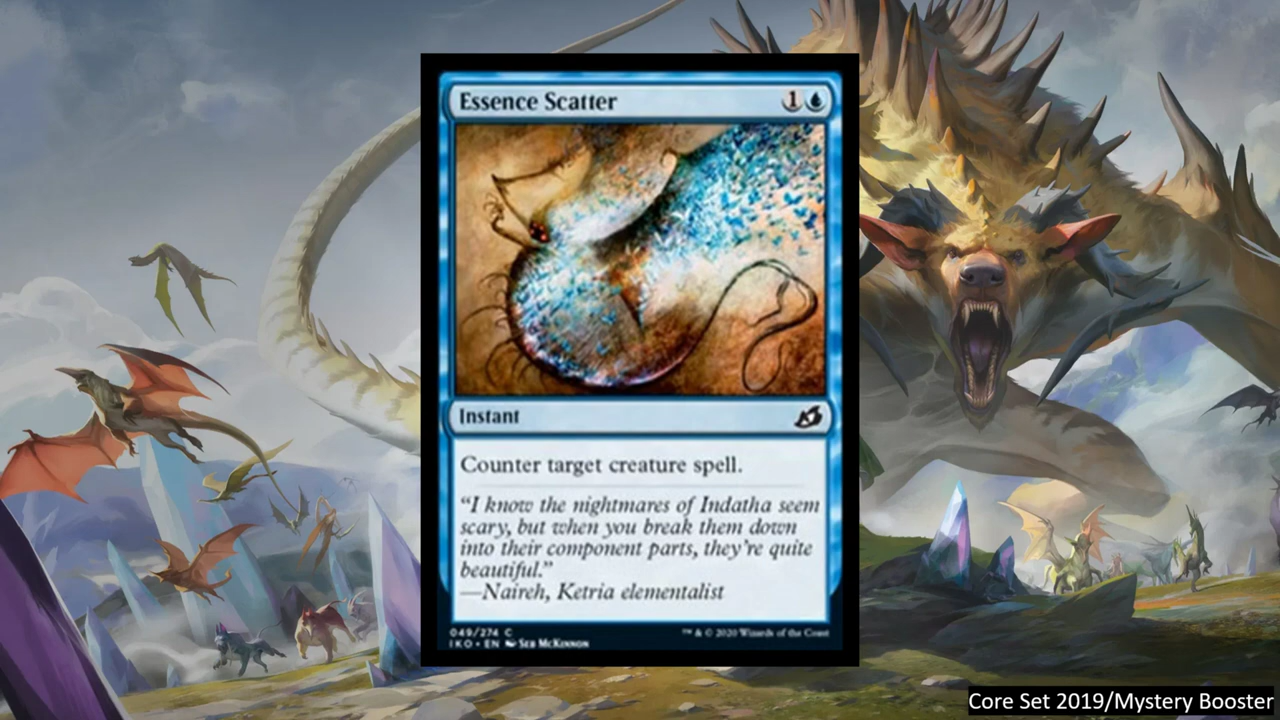 Essence Scatter 1
Instant
Counter target creature spell.
“I know the nightmares of Indatha seem
scary, but when you break them down
into their component parts, they’re quite
beautiful.”
—Naireh, Ketria elementalist
049/274 C
IKO • EN SEB MCKINNON
™ & © 2020 Wizards of the Coast
Core Set 2019/Mystery Booster